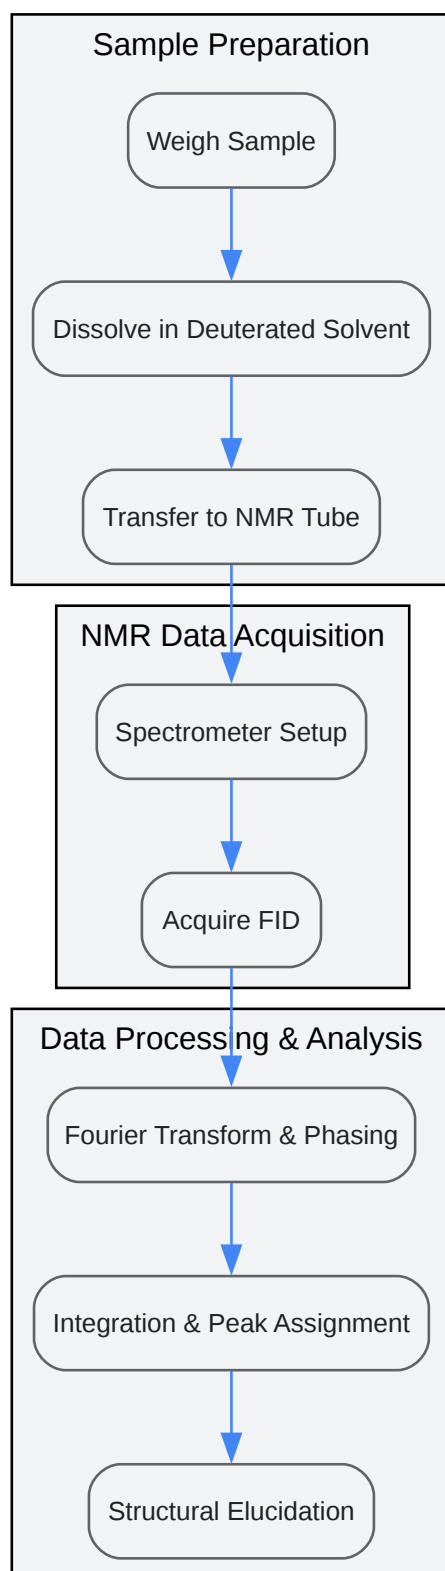 Sample Preparation
Weigh Sample
Dissolve in Deuterated Solvent
Transfer to NMR Tube
NMR Data Acquisition
Spectrometer Setup
Acquire FID
Data Processing & Analysis
Fourier Transform & Phasing
Integration & Peak Assignment
Structural Elucidation